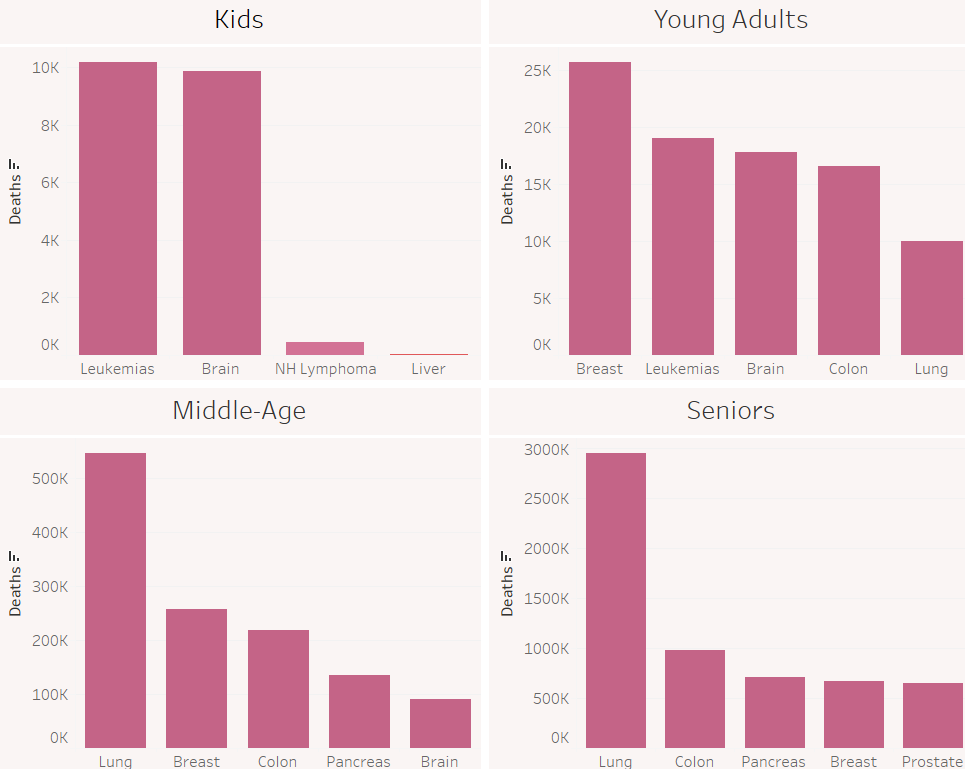 Kids
10K
8K
6K
4K
2K
0K
Deaths
Leukemias Brain NH Lymphoma Liver
Young Adults
25K
20K
15K
10K
5K
0K
Deaths
Breast Leukemias Brain Colon Lung
Middle-Age
500K
400K
300K
200K
100K
0K
Deaths
Lung Breast Colon Pancreas Brain
Seniors
3000K
2500K
2000K
1500K
1000K
500K
0K
Deaths
Lung Colon Pancreas Breast Prostate